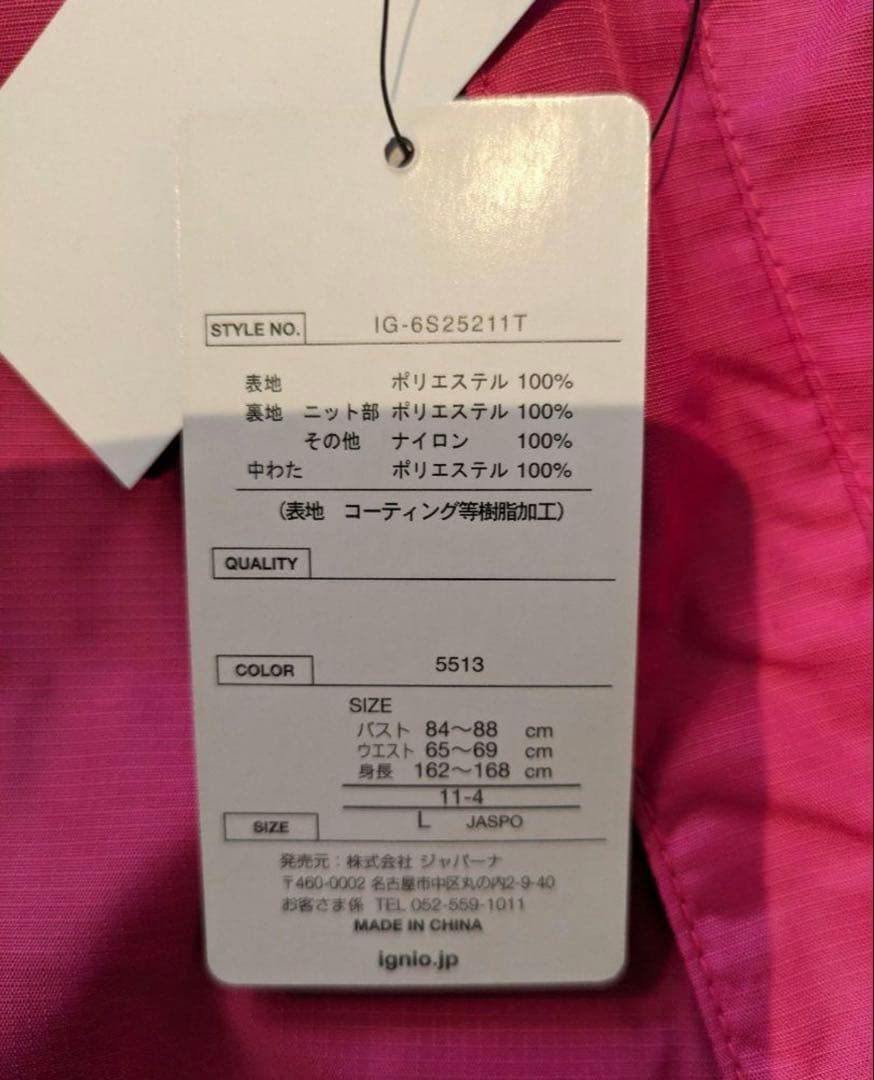 STYLE NO. IG-6S25211T
表地 ポリエステル 100%
裏地 ニット部 ポリエステル 100%
その他 ナイロン 100%
中わた ポリエステル 100%
(表地 コーティング等樹脂加工)
QUALITY
COLOR 5513
SIZE
バスト 84～88 cm
ウエスト 65～69 cm
身長 162～168 cm
11-4
SIZE L JASPO
発売元：株式会社 ジャパーナ
〒460-0002 名古屋市中区丸の内2-9-40
お客さま係 TEL 052-559-1011
MADE IN CHINA
ignio.jp